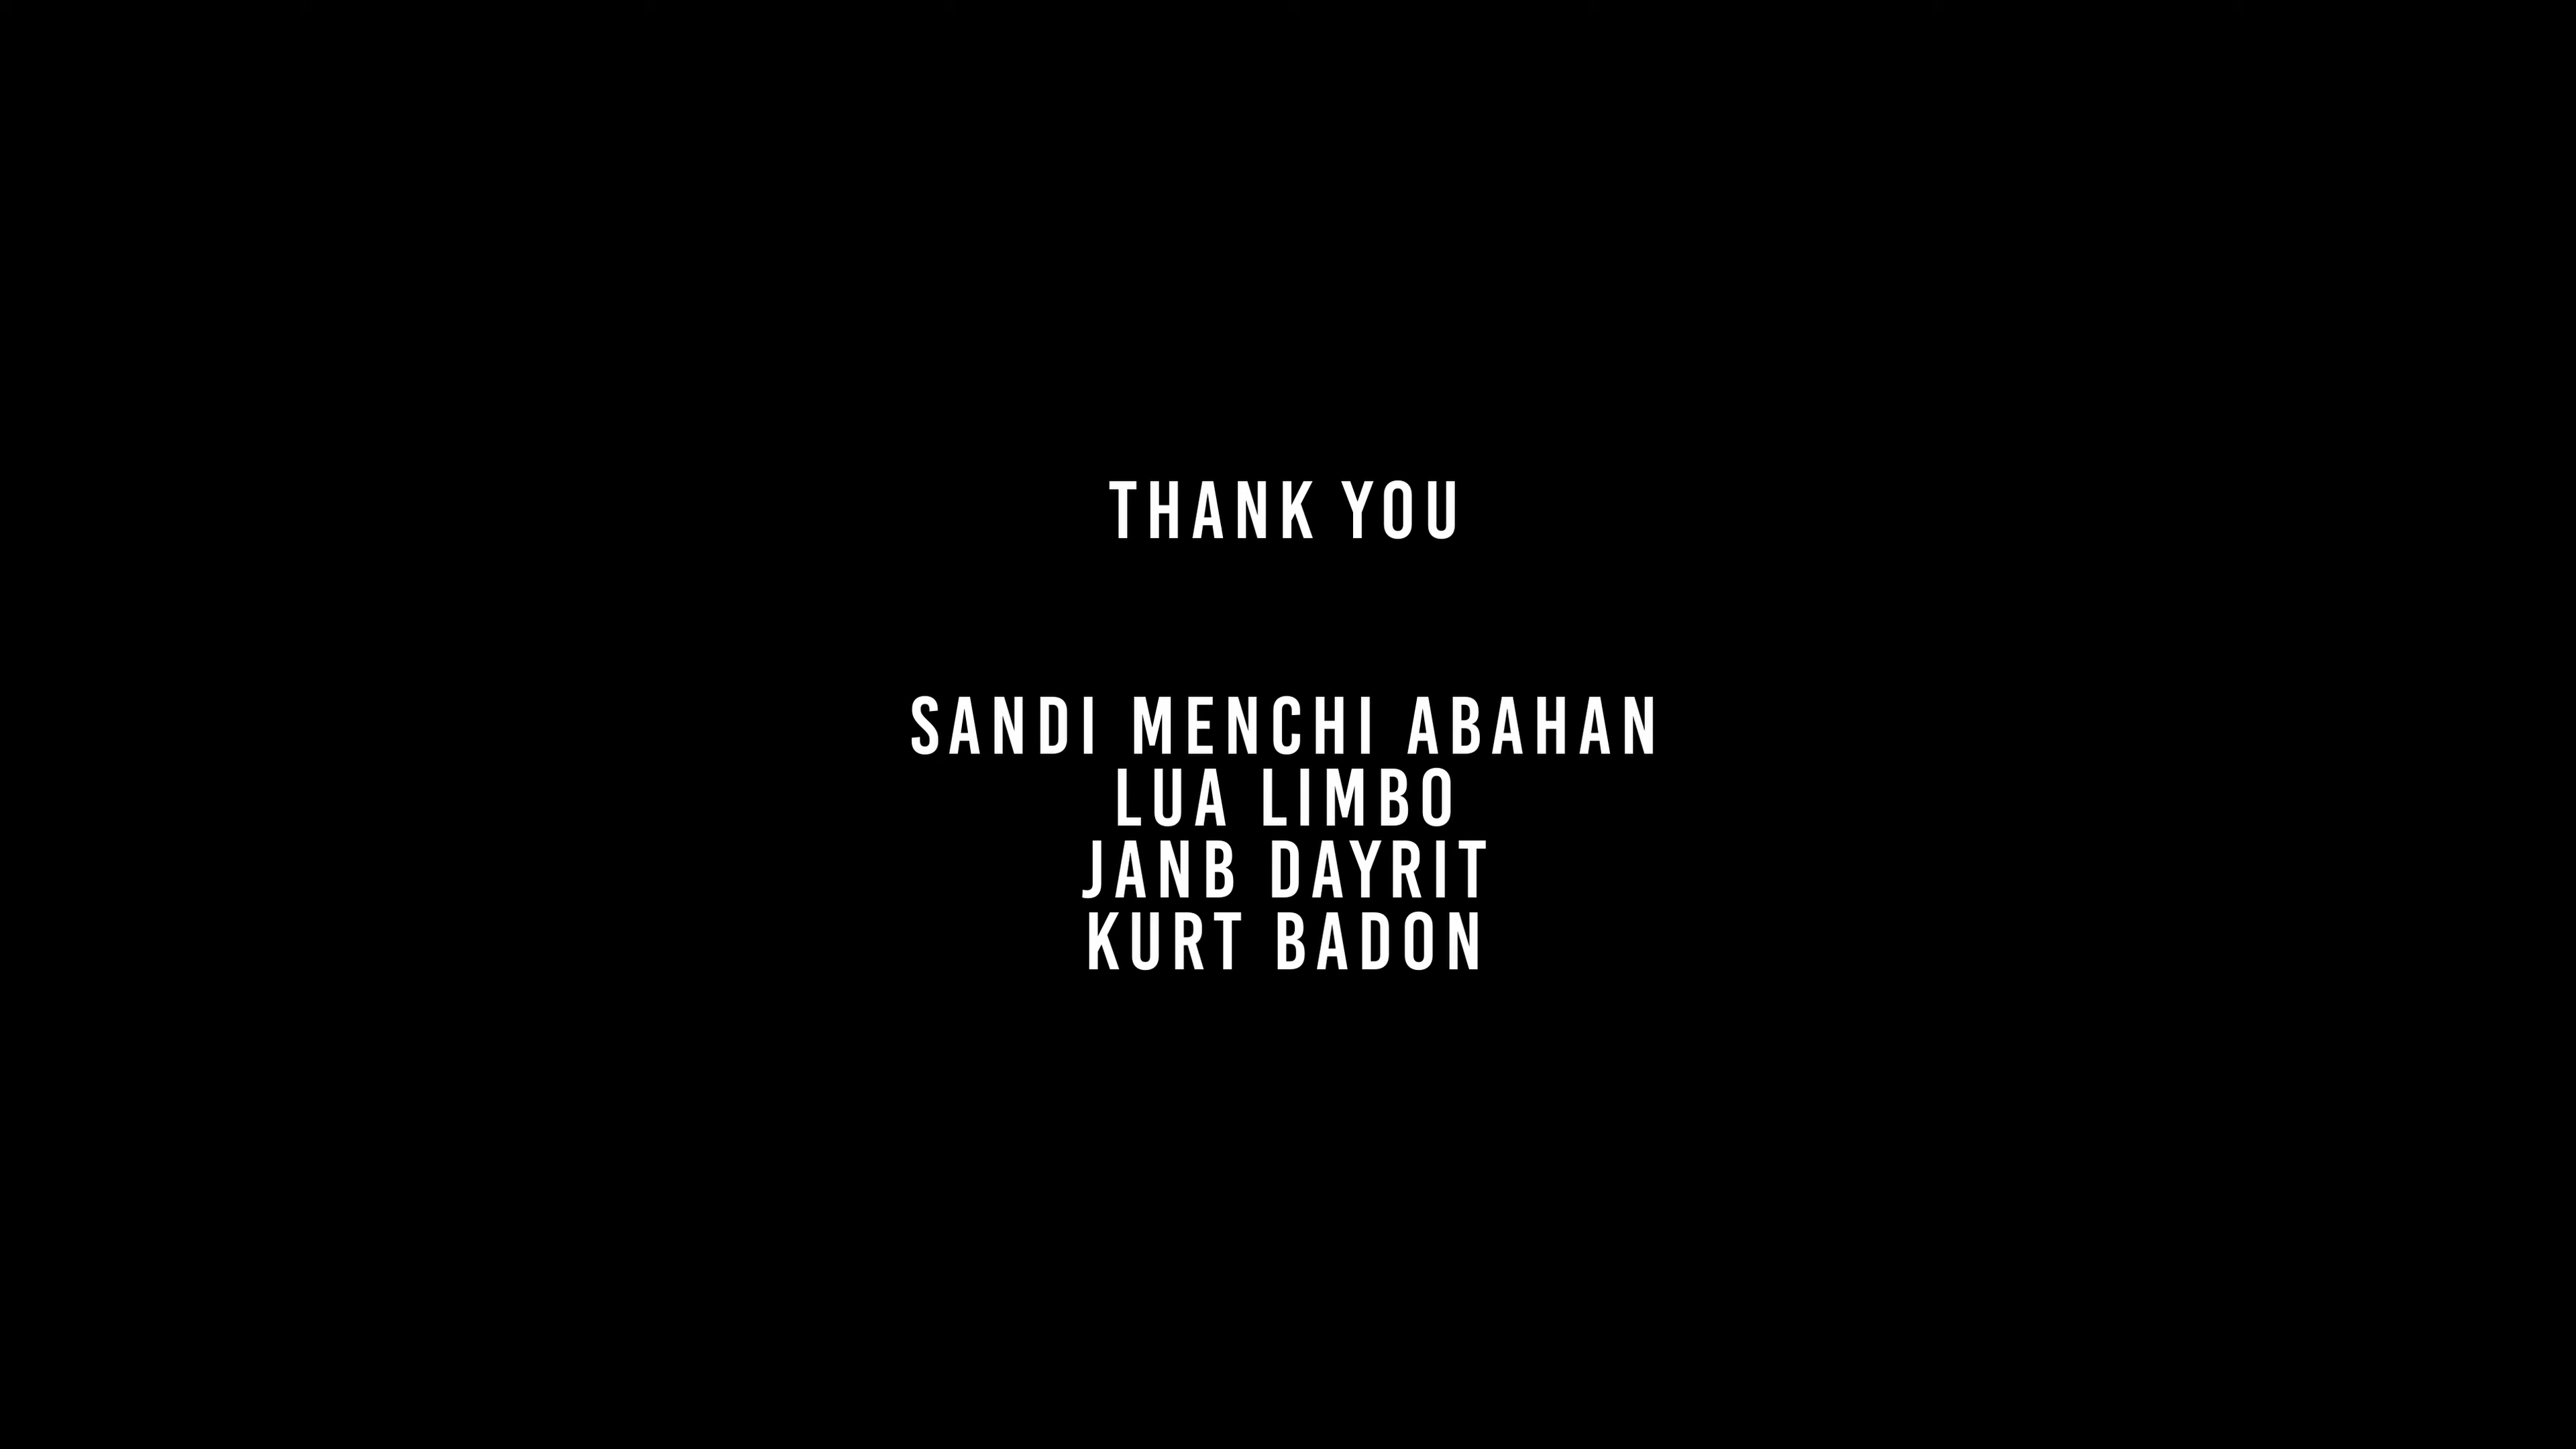 THANK YOU
SANDI MENCHI ABAHAN
LUA LIMBO
JANB DAYRIT
KURT BADON